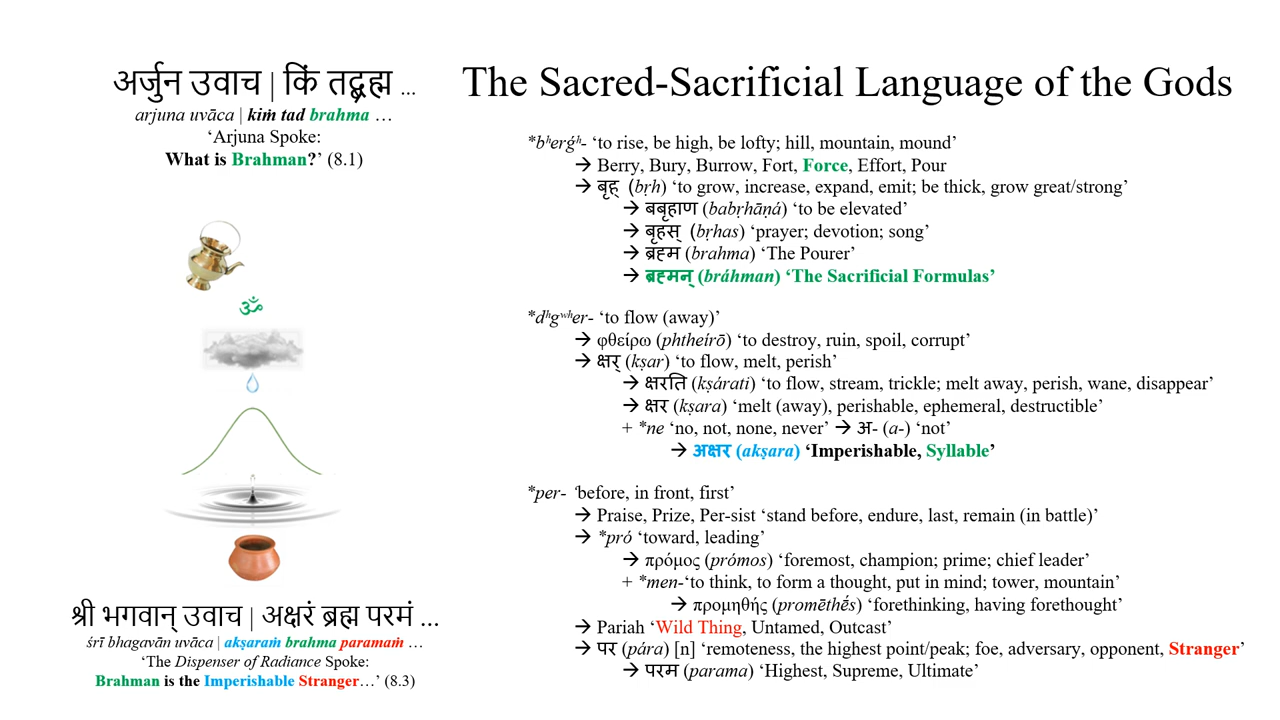 अर्जुन उवाच | किं तद्ब्रह्म ...
arjuna uvāca | kiṁ tad brahma …
‘Arjuna Spoke:
What is Brahman?’ (8.1)
ॐ
श्री भगवान् उवाच | अक्षरं ब्रह्म परमं ...
śrī bhagavān uvāca | akṣaraṁ brahma paramaṁ …
‘The Dispenser of Radiance Spoke:
Brahman is the Imperishable Stranger…’ (8.3)
The Sacred-Sacrificial Language of the Gods
*bʰerǵʰ- ‘to rise, be high, be lofty; hill, mountain, mound’
→ Berry, Bury, Burrow, Fort, Force, Effort, Pour
→ बृह् (bṛh) ‘to grow, increase, expand, emit; be thick, grow great/strong’
→ बबृहाण (babṛhāṇá) ‘to be elevated’
→ बृहस् (bṛhas) ‘prayer; devotion; song’
→ ब्रह्म (brahma) ‘The Pourer’
→ ब्रह्मन् (bráhman) ‘The Sacrificial Formulas’
*dʰgʷʰer- ‘to flow (away)’
→ φθείρω (phtheírō) ‘to destroy, ruin, spoil, corrupt’
→ क्षर् (kṣar) ‘to flow, melt, perish’
→ क्षरति (kṣárati) ‘to flow, stream, trickle; melt away, perish, wane, disappear’
→ क्षर (kṣara) ‘melt (away), perishable, ephemeral, destructible’
+ *ne ‘no, not, none, never’ → अ- (a-) ‘not’
→ अक्षर (akṣara) ‘Imperishable, Syllable’
*per- ‘before, in front, first’
→ Praise, Prize, Per-sist ‘stand before, endure, last, remain (in battle)’
→ *pró ‘toward, leading’
→ πρόμος (prómos) ‘foremost, champion; prime; chief leader’
+ *men-‘to think, to form a thought, put in mind; tower, mountain’
→ προμηθής (promēthḗs) ‘forethinking, having forethought’
→ Pariah ‘Wild Thing, Untamed, Outcast’
→ पर (pára) [n] ‘remoteness, the highest point/peak; foe, adversary, opponent, Stranger’
→ परम (parama) ‘Highest, Supreme, Ultimate’